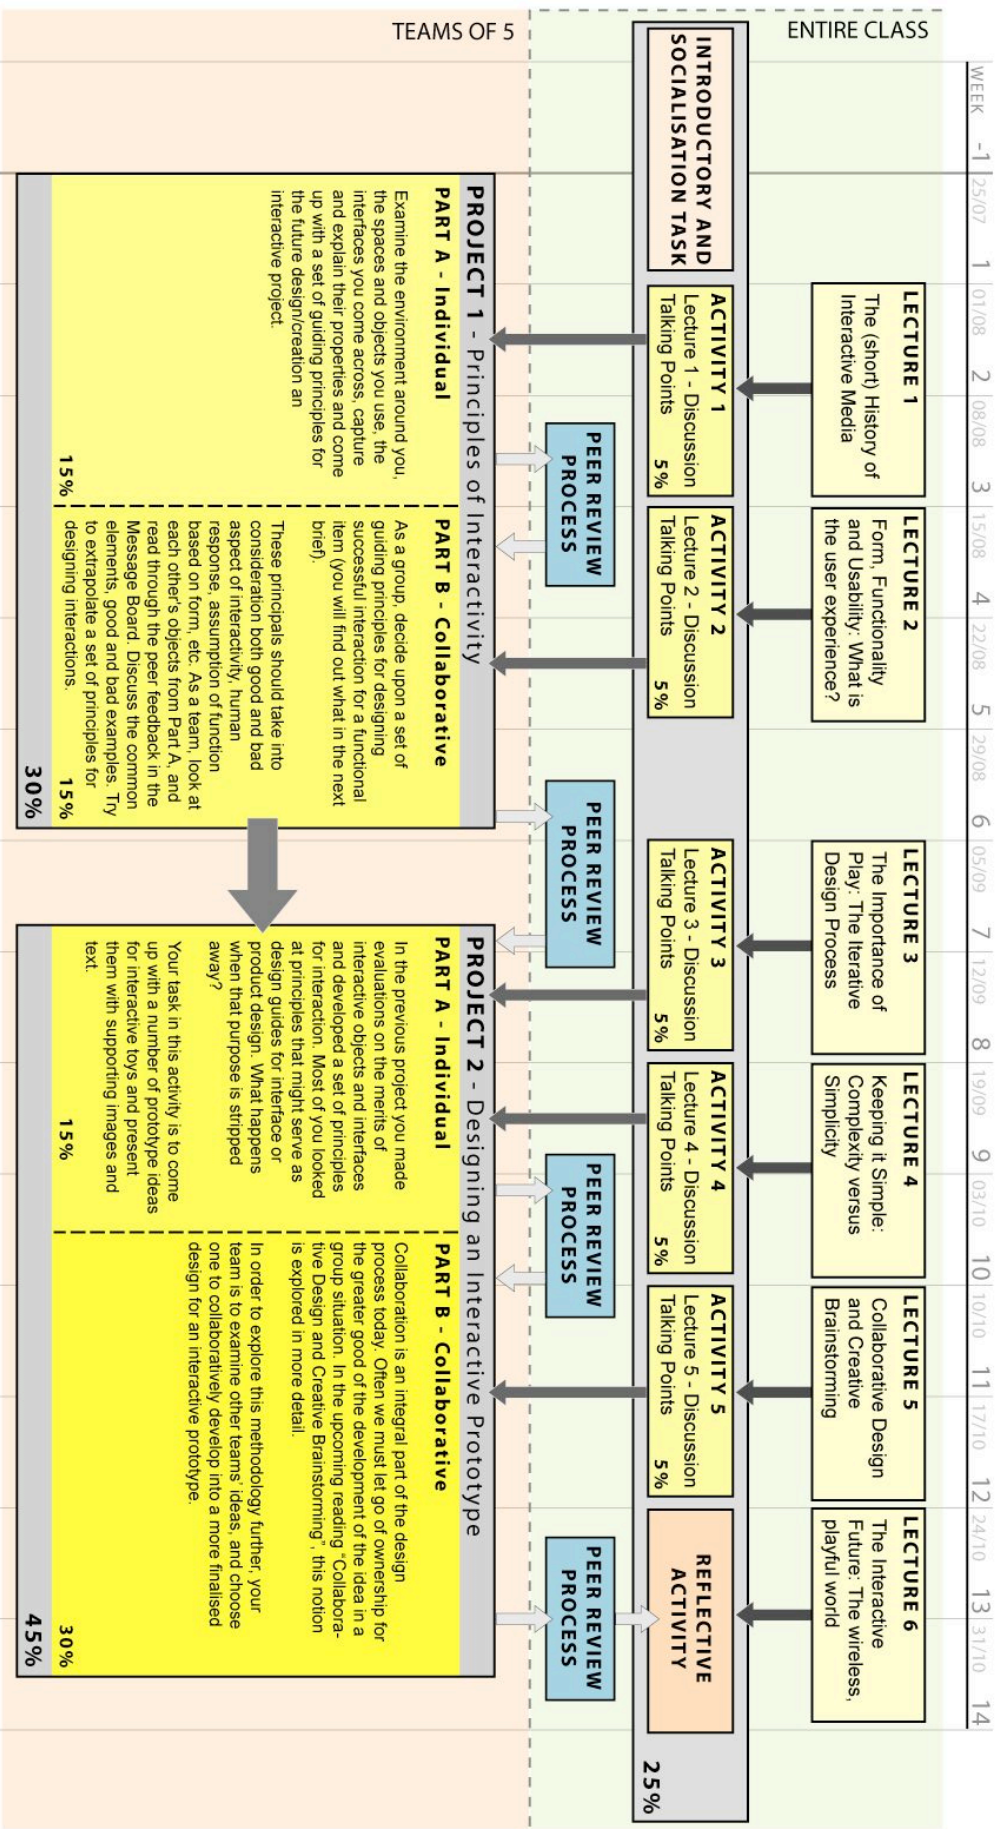 WEEK -1 25/07 1 01/08 2 08/08 3 15/08 4 22/08 5 29/08 6 05/09 7 12/09 8 19/09 9 03/10 10 10/10 11 17/10 12 24/10 13 31/10 14
ENTIRE CLASS
LECTURE 1
The (short) History of
Interactive Media
LECTURE 2
Form, Functionality
and Usability: What is
the user experience?
LECTURE 3
The Importance of
Play: The Iterative
Design Process
LECTURE 4
Keeping it Simple:
Complexity versus
Simplicity
LECTURE 5
Collaborative Design
and Creative
Brainstorming
LECTURE 6
The Interactive
Future: The wireless,
playful world
INTRODUCTORY AND
SOCIALISATION TASK
ACTIVITY 1
Lecture 1 - Discussion
Talking Points 5%
ACTIVITY 2
Lecture 2 - Discussion
Talking Points 5%
ACTIVITY 3
Lecture 3 - Discussion
Talking Points 5%
ACTIVITY 4
Lecture 4 - Discussion
Talking Points 5%
ACTIVITY 5
Lecture 5 - Discussion
Talking Points 5%
REFLECTIVE
ACTIVITY
25%
PEER REVIEW
PROCESS
PEER REVIEW
PROCESS
PEER REVIEW
PROCESS
PEER REVIEW
PROCESS
TEAMS OF 5
PROJECT 1 - Principles of Interactivity
PART A - Individual
Examine the environment around you,
the spaces and objects you use, the
interfaces you come across, capture
and explain their properties and come
up with a set of guiding principles for
the future design/creation an
interactive project.
15%
PART B - Collaborative
As a group, decide upon a set of
guiding principles for designing
successful interaction for a functional
item (you will find out what in the next
brief).
These principals should take into
consideration both good and bad
aspect of interactivity, human
response, assumption of function
based on form, etc. As a team, look at
each other's objects from Part A, and
read through the peer feedback in the
Message Board. Discuss the common
elements, good and bad examples. Try
to extrapolate a set of principles for
designing interactions.
15%
30%
PROJECT 2 - Designing an Interactive Prototype
PART A - Individual
In the previous project you made
evaluations on the merits of
interactive objects and interfaces
and developed a set of principles
for interaction. Most of you looked
at principles that might serve as
design guides for interface or
product design. What happens
when that purpose is stripped
away?
Your task in this activity is to come
up with a number of prototype ideas
for interactive toys and present
them with supporting images and
text.
15%
PART B - Collaborative
Collaboration is an integral part of the design
process today. Often we must let go of ownership for
the greater good of the development of the idea in a
group situation. In the upcoming reading "Collabora-
tive Design and Creative Brainstorming", this notion
is explored in more detail.
In order to explore this methodology further, your
team is to examine other teams' ideas, and choose
one to collaboratively develop into a more finalised
design for an interactive prototype.
30%
45%